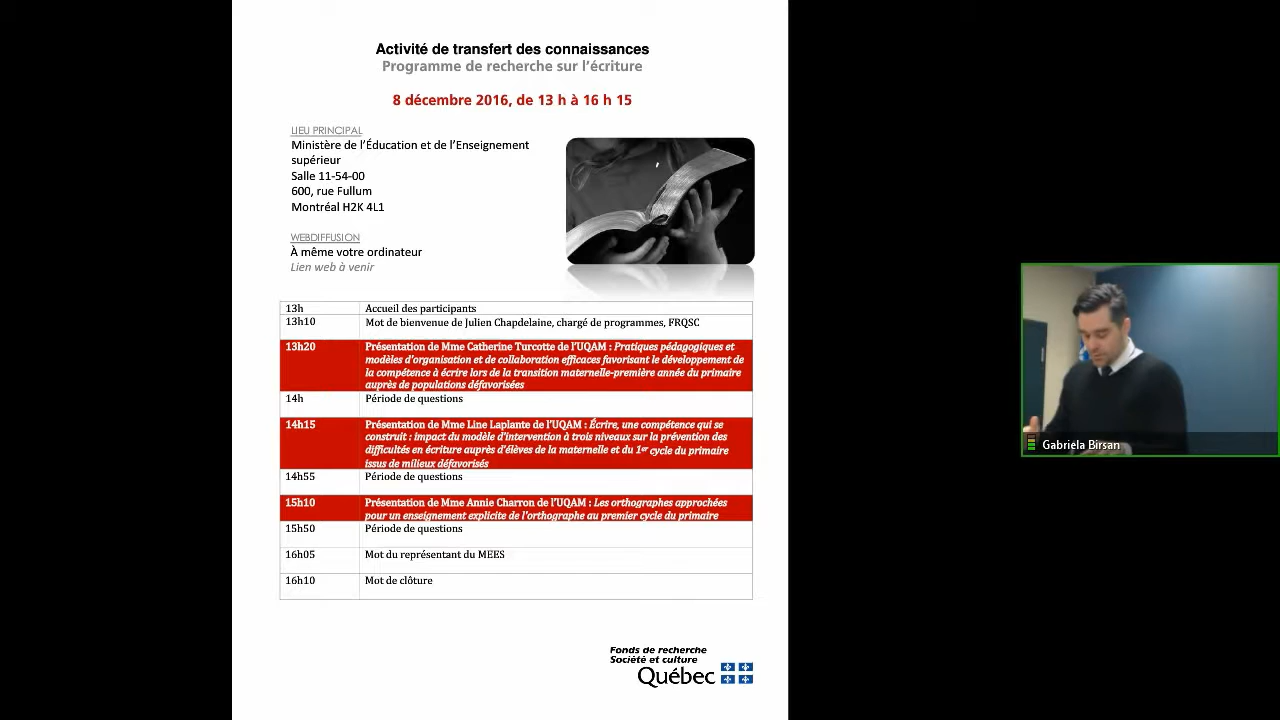 Activité de transfert des connaissances
Programme de recherche sur l'écriture
8 décembre 2016, de 13 h à 16 h 15
LIEU PRINCIPAL
Ministère de l'Éducation et de l'Enseignement
supérieur
Salle 11-54-00
600, rue Fullum
Montréal H2K 4L1
WEBDIFFUSION
À même votre ordinateur
Lien web à venir
13h Accueil des participants
13h10 Mot de bienvenue de Julien Chapdelaine, chargé de programmes, FRQSC
13h20 Présentation de Mme Catherine Turcotte de l'UQAM : Pratiques pédagogiques et
modèles d'organisation et de collaboration efficaces favorisant le développement de
la compétence à écrire lors de la transition maternelle-première année du primaire
auprès de populations défavorisées
14h Période de questions
14h15 Présentation de Mme Line Laplante de l'UQAM : Écrire, une compétence qui se
construit : impact du modèle d'intervention à trois niveaux sur la prévention des
difficultés en écriture auprès d'élèves de la maternelle et du 1er cycle du primaire
issus de milieux défavorisés
14h55 Période de questions
15h10 Présentation de Mme Annie Charron de l'UQAM : Les orthographes approchées
pour un enseignement explicite de l'orthographe au premier cycle du primaire
15h50 Période de questions
16h05 Mot du représentant du MEES
16h10 Mot de clôture
Fonds de recherche
Société et culture
Québec
Gabriela Birsan